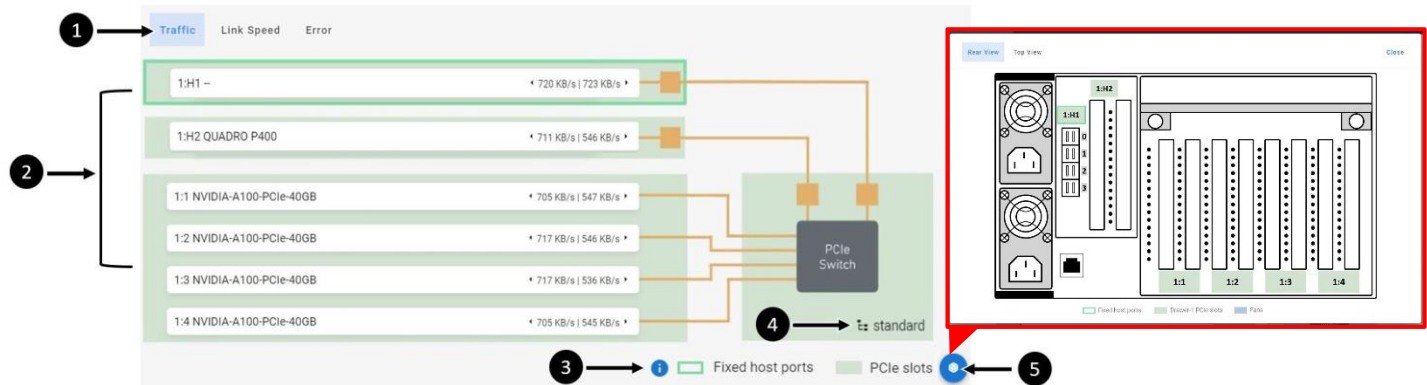 1
Traffic Link Speed Error
1:H1 --
720 KB/s | 723 KB/s
2
1:H2 QUADRO P400
711 KB/s | 546 KB/s
1:1 NVIDIA-A100-PCIe-40GB
705 KB/s | 547 KB/s
1:2 NVIDIA-A100-PCIe-40GB
717 KB/s | 546 KB/s
1:3 NVIDIA-A100-PCIe-40GB
717 KB/s | 536 KB/s
1:4 NVIDIA-A100-PCIe-40GB
705 KB/s | 545 KB/s
PCIe
Switch
4
standard
3
Fixed host ports
PCIe slots
5
Rear View Top View Close
1:H2
1:H1
0
1
2
3
1:1 1:2 1:3 1:4
Fixed host ports Drawer-1 PCIe slots Fans